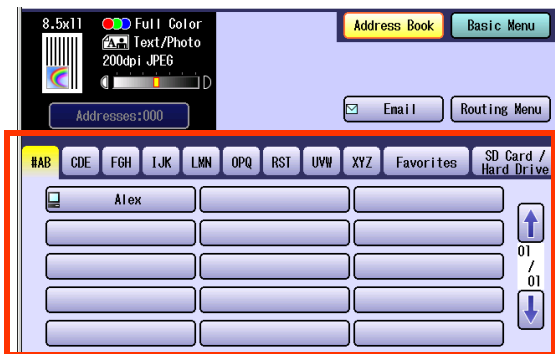 8.5x11 Full Color
Text/Photo
200dpi JPEG
D
Addresses:000
Address Book Basic Menu
Email Routing Menu
#AB CDE FGH IJK LMN OPQ RST UVW XYZ Favorites SD Card /
Hard Drive
Alex
01
/
01